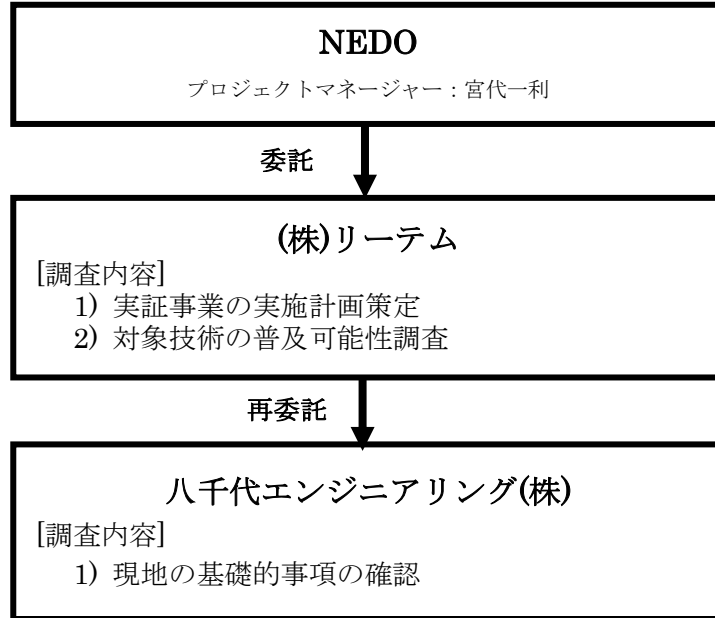 NEDO
プロジェクトマネージャー：宮代一利
委託
(株)リーテム
[調査内容]
1) 実証事業の実施計画策定
2) 対象技術の普及可能性調査
再委託
八千代エンジニアリング(株)
[調査内容]
1) 現地の基礎的事項の確認